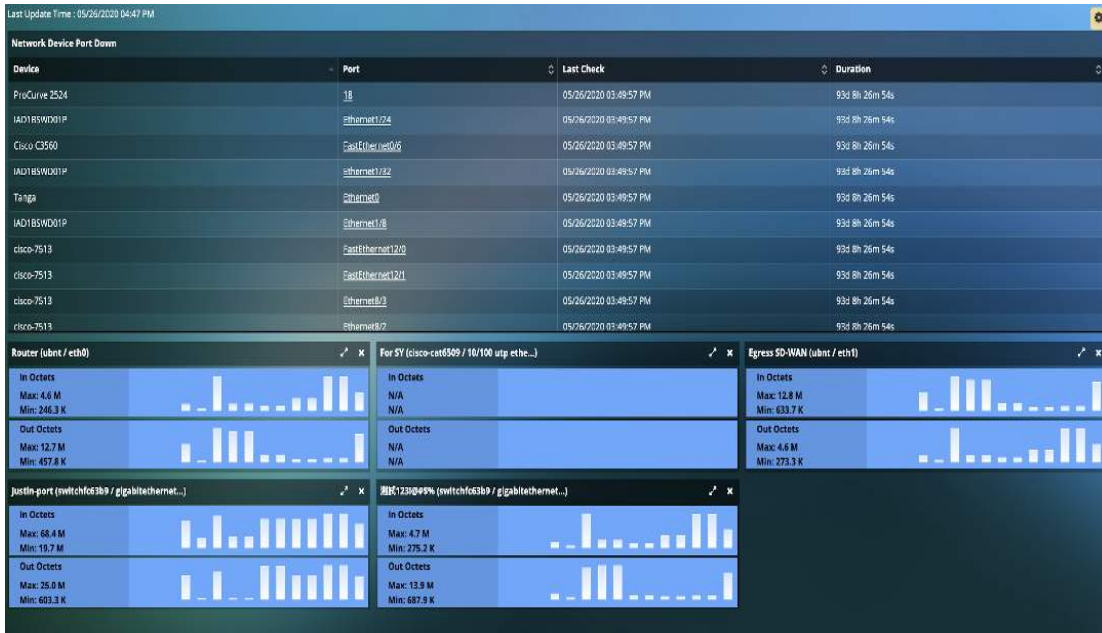 Last Update Time : 05/26/2020 04:47 PM
Network Device Port Down
Device Port Last Check Duration
ProCurve 2524 18 05/26/2020 03:49:57 PM 93d 8h 26m 54s
IAD1BSWD01P Ethernet1/24 05/26/2020 03:49:57 PM 93d 8h 26m 54s
Cisco C3560 FastEthernet0/6 05/26/2020 03:49:57 PM 93d 8h 26m 54s
IAD1BSWD01P Ethernet1/32 05/26/2020 03:49:57 PM 93d 8h 26m 54s
Tanga Ethernet0 05/26/2020 03:49:57 PM 93d 8h 26m 54s
IAD1BSWD01P Ethernet1/8 05/26/2020 03:49:57 PM 93d 8h 26m 54s
cisco-7513 FastEthernet12/0 05/26/2020 03:49:57 PM 93d 8h 26m 54s
cisco-7513 FastEthernet12/1 05/26/2020 03:49:57 PM 93d 8h 26m 54s
cisco-7513 Ethernet8/3 05/26/2020 03:49:57 PM 93d 8h 26m 54s
cisco-7513 Ethernet8/2 05/26/2020 03:49:57 PM 93d 8h 26m 54s
Router (ubnt / eth0)
In Octets
Max: 4.6 M
Min: 246.3 K
Out Octets
Max: 12.7 M
Min: 457.8 K
For SY (cisco-cat6509 / 10/100 utp ethe...)
In Octets
N/A
N/A
Out Octets
N/A
N/A
Egress SD-WAN (ubnt / eth1)
In Octets
Max: 12.8 M
Min: 633.7 K
Out Octets
Max: 4.6 M
Min: 273.3 K
Justin-port (switchfc63b9 / gigabitethernet...)
In Octets
Max: 68.4 M
Min: 19.7 M
Out Octets
Max: 25.0 M
Min: 603.3 K
測試123!@#$% (switchfc63b9 / gigabitethernet...)
In Octets
Max: 4.7 M
Min: 275.2 K
Out Octets
Max: 13.9 M
Min: 687.9 K